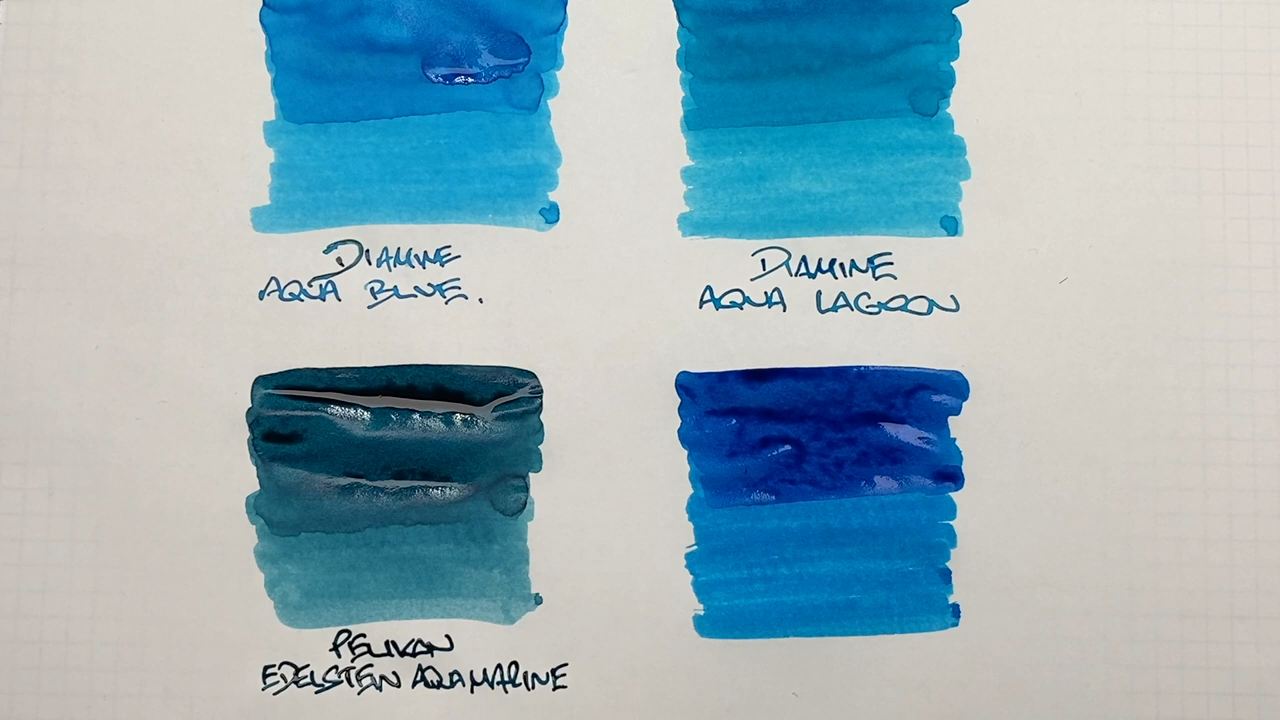 DIAMINE
AQUA BLUE.
DIAMINE
AQUA LAGOON
PELIKAN
EDELSTEIN AQUAMARINE